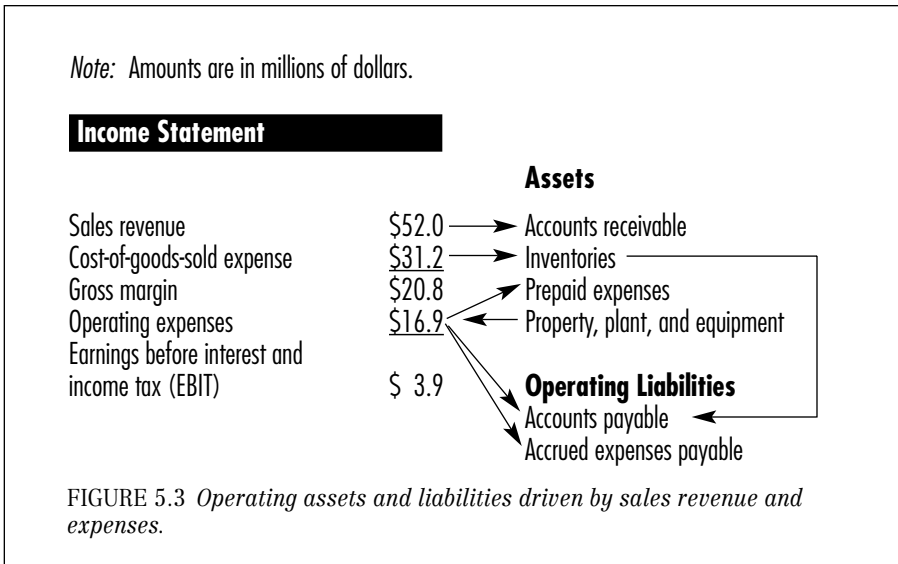 Note: Amounts are in millions of dollars.
Income Statement
Assets
Sales revenue $52.0 Accounts receivable
Cost-of-goods-sold expense $31.2 Inventories
Gross margin $20.8 Prepaid expenses
Operating expenses $16.9 Property, plant, and equipment
Earnings before interest and
income tax (EBIT) $ 3.9 Operating Liabilities
Accounts payable
Accrued expenses payable
FIGURE 5.3 Operating assets and liabilities driven by sales revenue and
expenses.